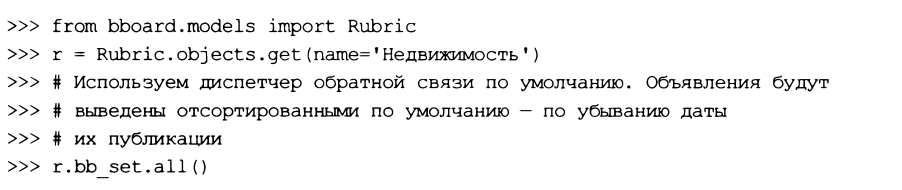 >>> from bboard.models import Rubric
>>> r = Rubric.objects.get(name='Недвижимость')
>>> # Используем диспетчер обратной связи по умолчанию. Объявления будут
>>> # выведены отсортированными по умолчанию — по убыванию даты
>>> # их публикации
>>> r.bb_set.all()